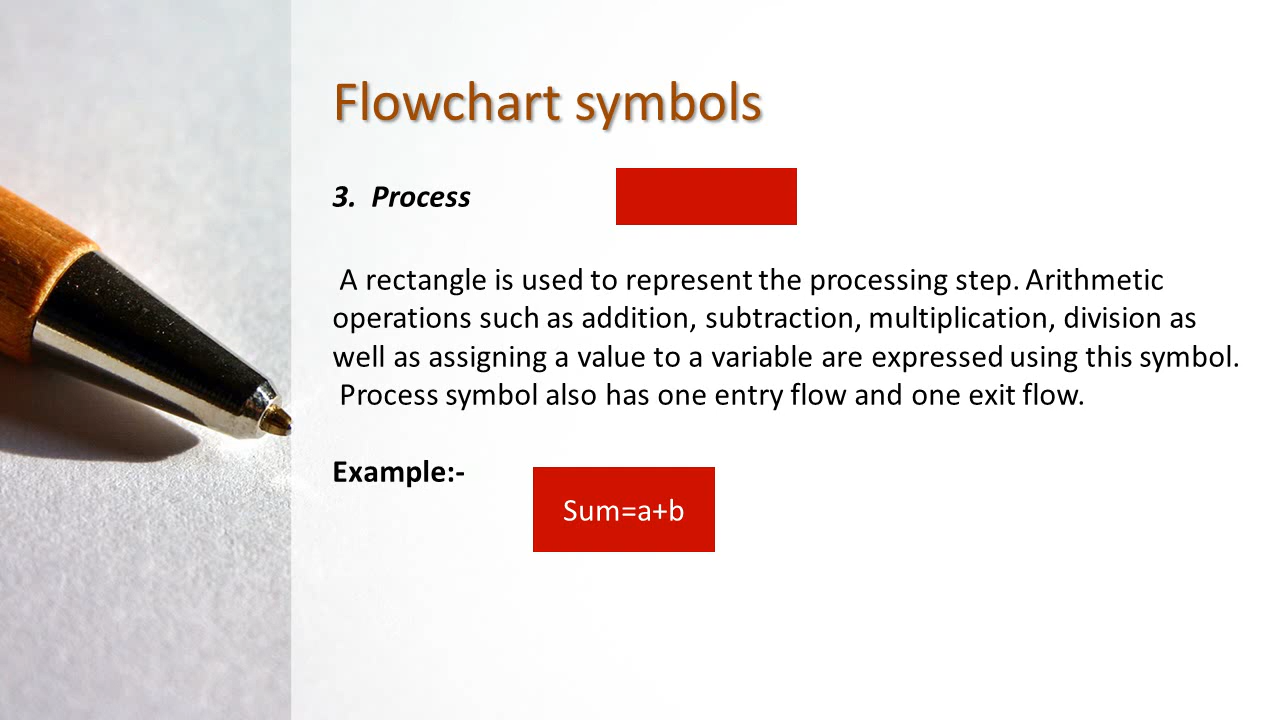 Flowchart symbols
3. Process
A rectangle is used to represent the processing step. Arithmetic
operations such as addition, subtraction, multiplication, division as
well as assigning a value to a variable are expressed using this symbol.
Process symbol also has one entry flow and one exit flow.
Example:-
Sum=a+b